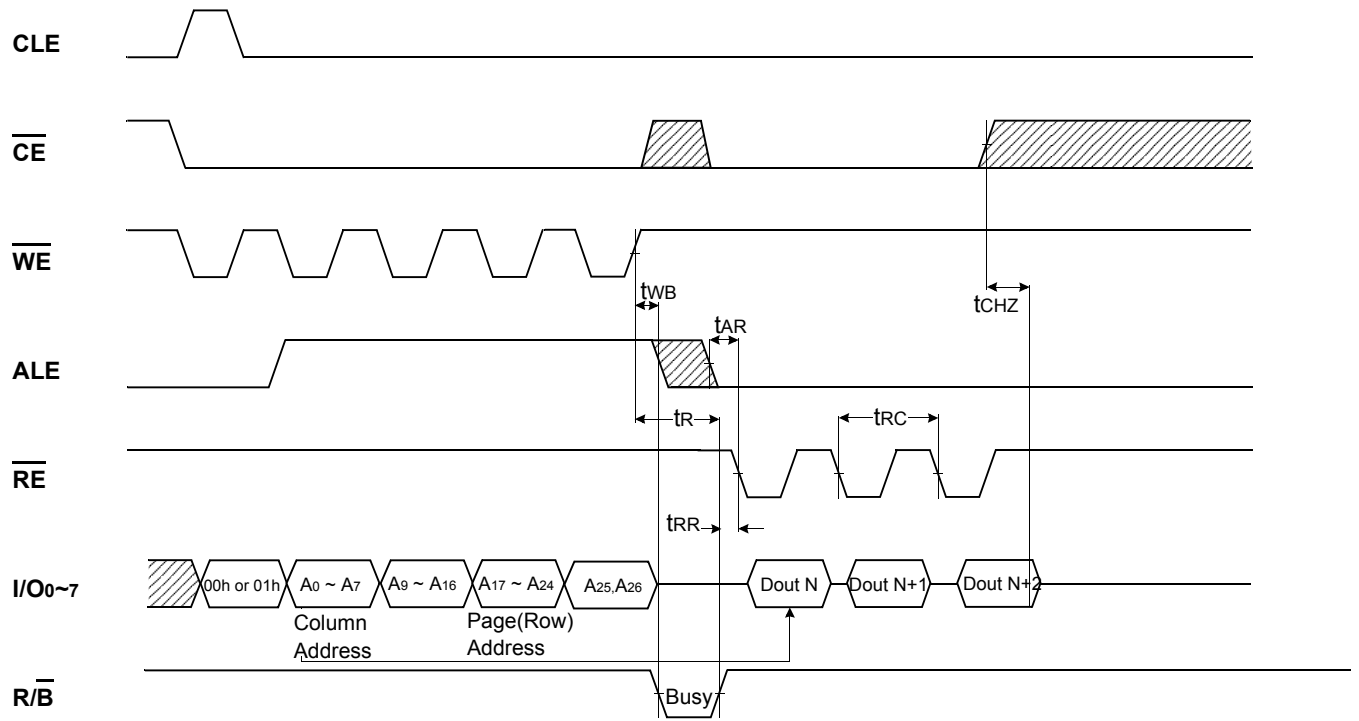 CLE
CE
WE
tWB
tCHZ
tAR
ALE
tR
tRC
RE
tRR
I/O0~7
00h or 01h
A0 ~ A7
A9 ~ A16
A17 ~ A24
A25,A26
Dout N
Dout N+1
Dout N+2
Column
Address
Page(Row)
Address
R/B
Busy